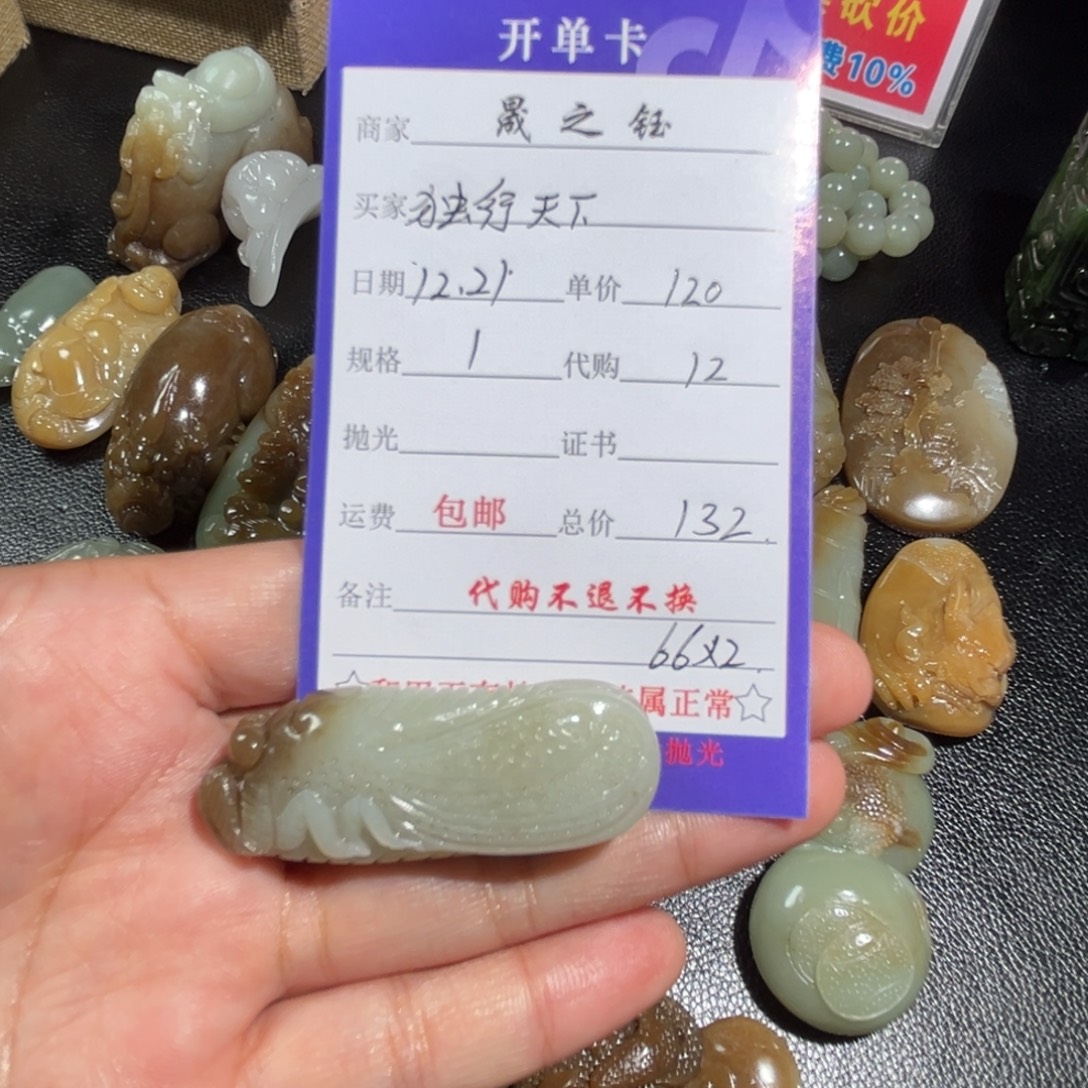 开单卡
砍价
费10%
商家 晟之钰
买家 独行天下
日期 12.21 单价 120
规格 1 代购 12
抛光 证书
运费 包邮 总价 132.
备注 代购不退不换
66x2.
属正常☆
抛光